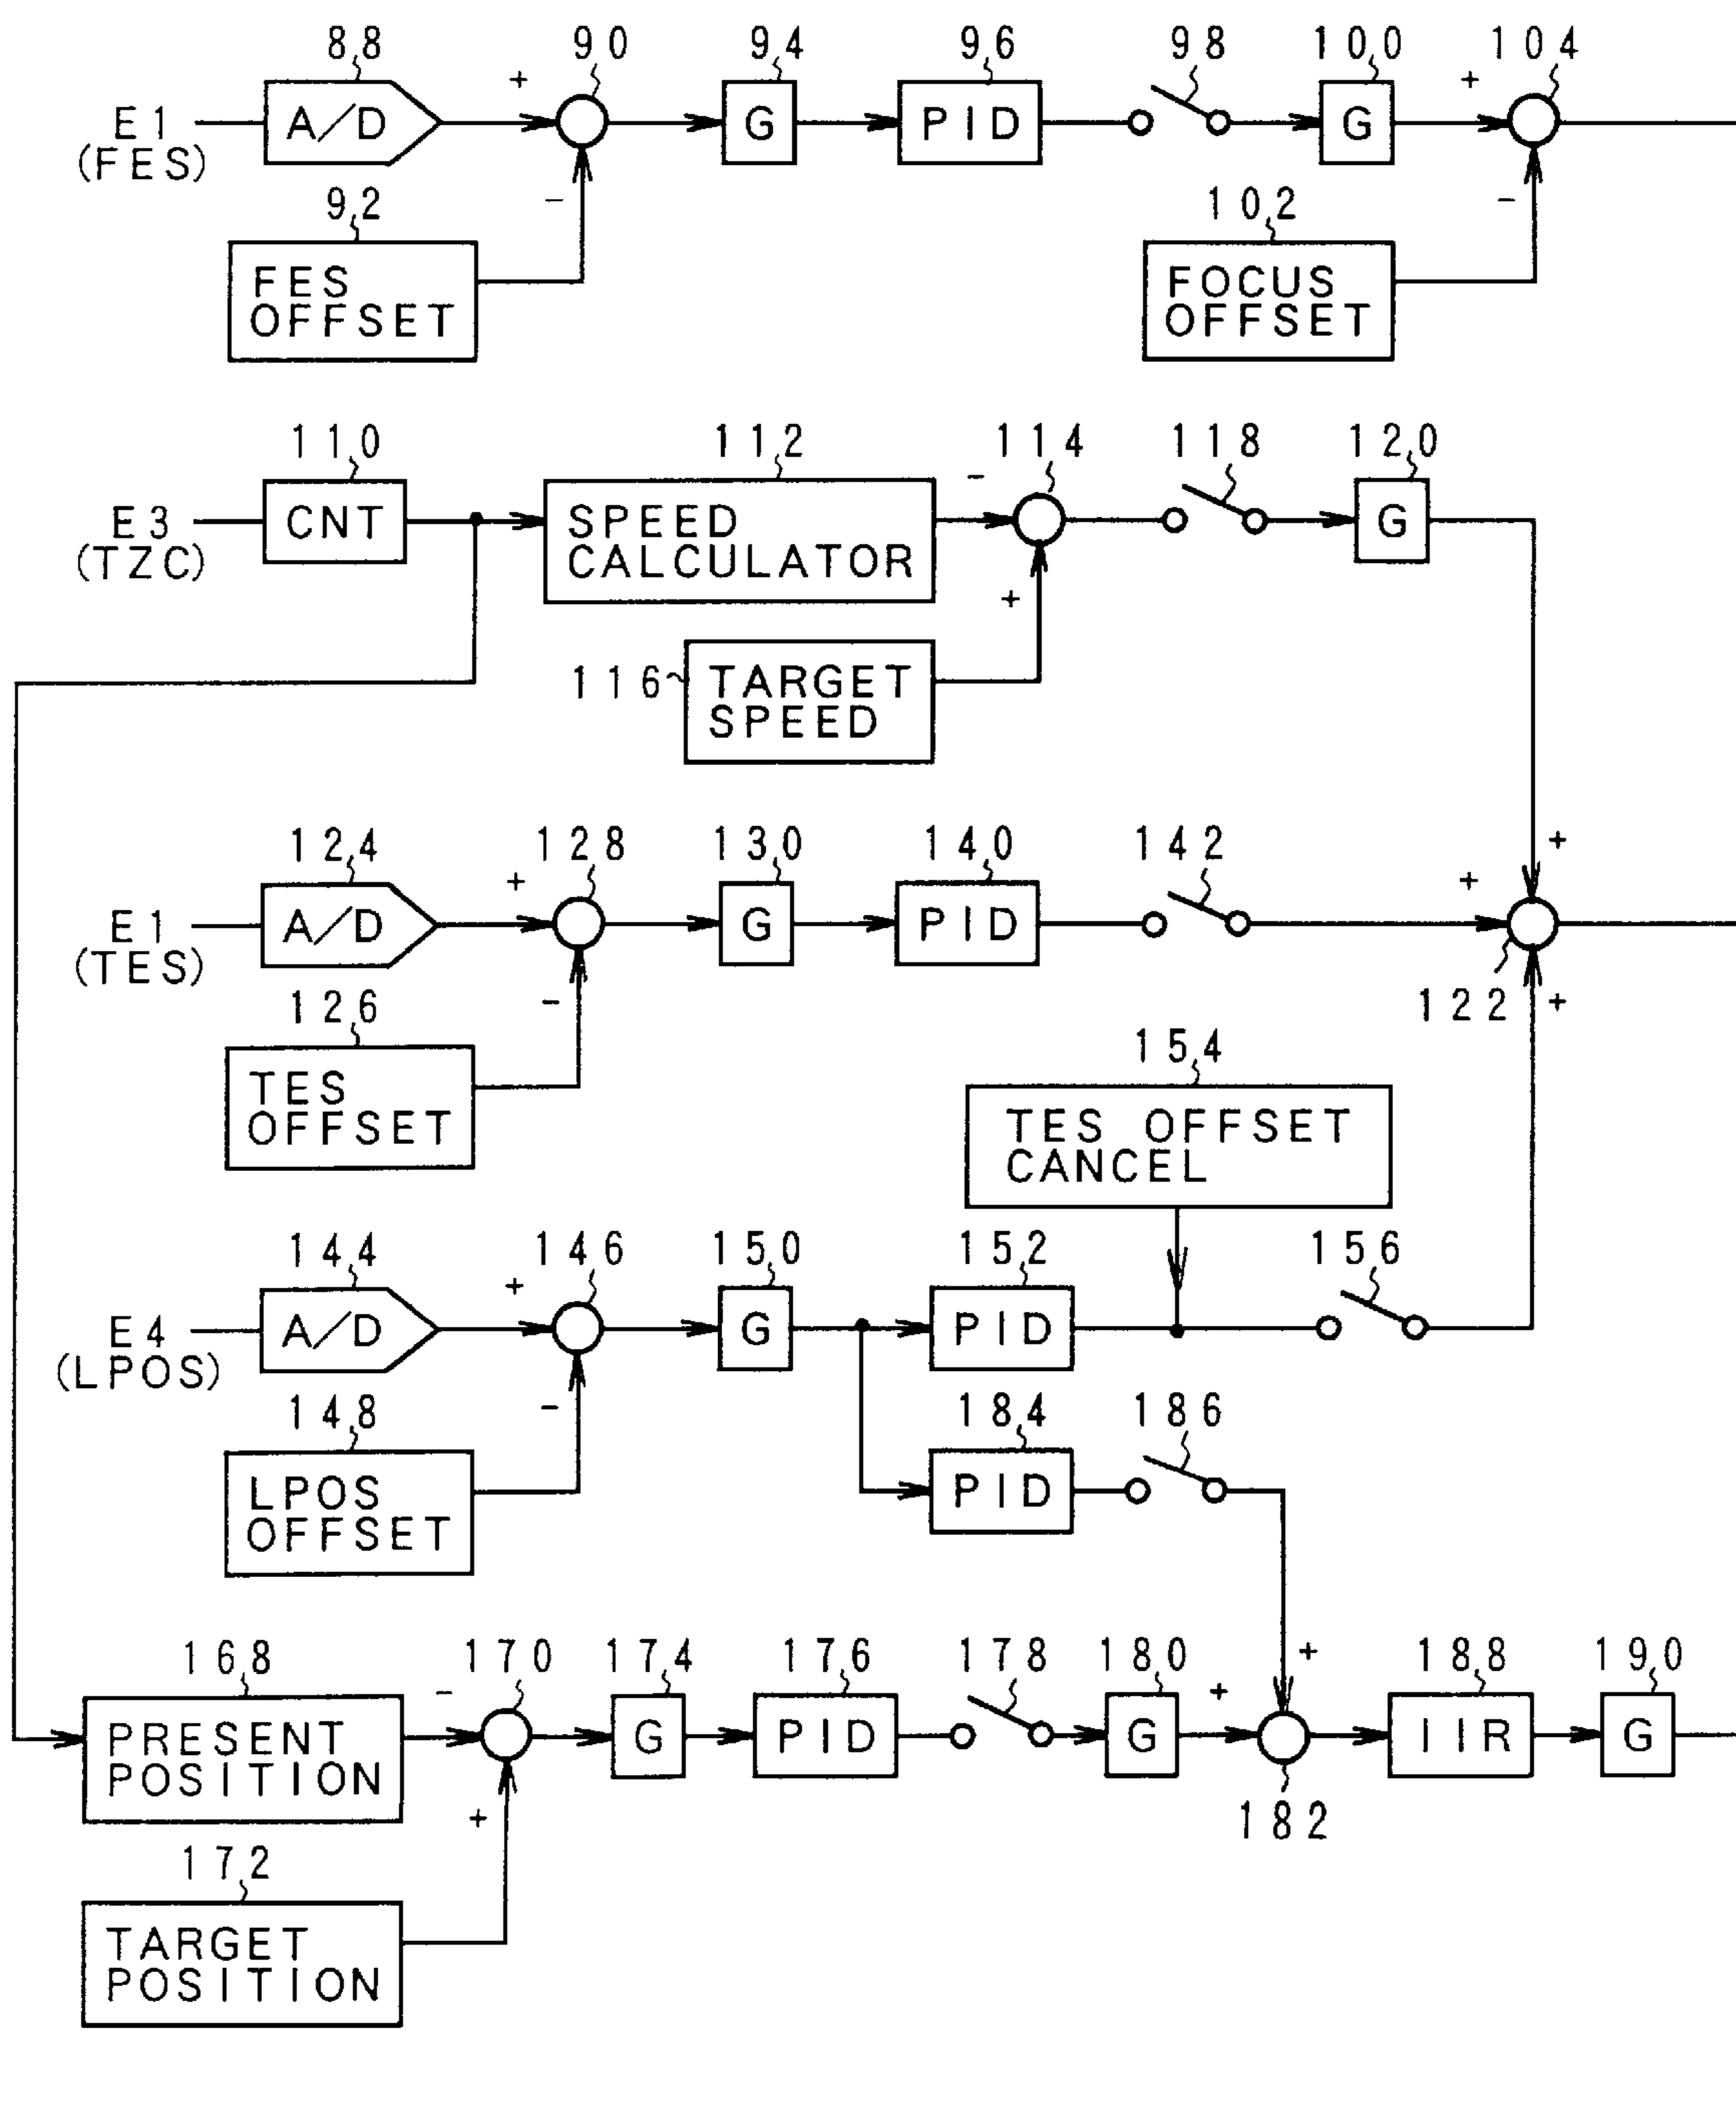 88
90
94
96
98
100
104
+
E1
(FES)
A/D
G
PID
G
+
92
-
102
-
FES
OFFSET
FOCUS
OFFSET
110
112
114
118
120
-
E3
(TZC)
CNT
SPEED
CALCULATOR
G
+
116
TARGET
SPEED
124
128
130
140
142
+
+
+
E1
(TES)
A/D
G
PID
126
-
122
+
TES
OFFSET
154
TES OFFSET
CANCEL
144
146
150
152
156
+
E4
(LPOS)
A/D
G
PID
148
-
184
186
LPOS
OFFSET
PID
168
170
174
176
178
180
+
188
190
-
+
PRESENT
POSITION
G
PID
G
IIR
G
+
182
172
TARGET
POSITION